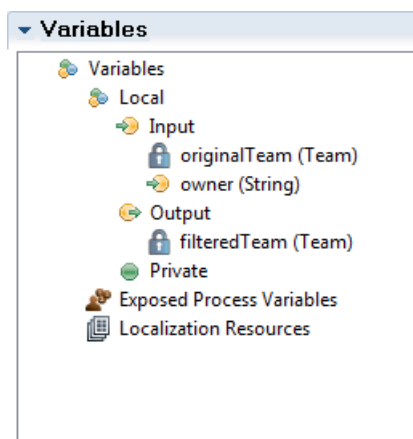 Variables
Variables
Local
Input
originalTeam (Team)
owner (String)
Output
filteredTeam (Team)
Private
Exposed Process Variables
Localization Resources